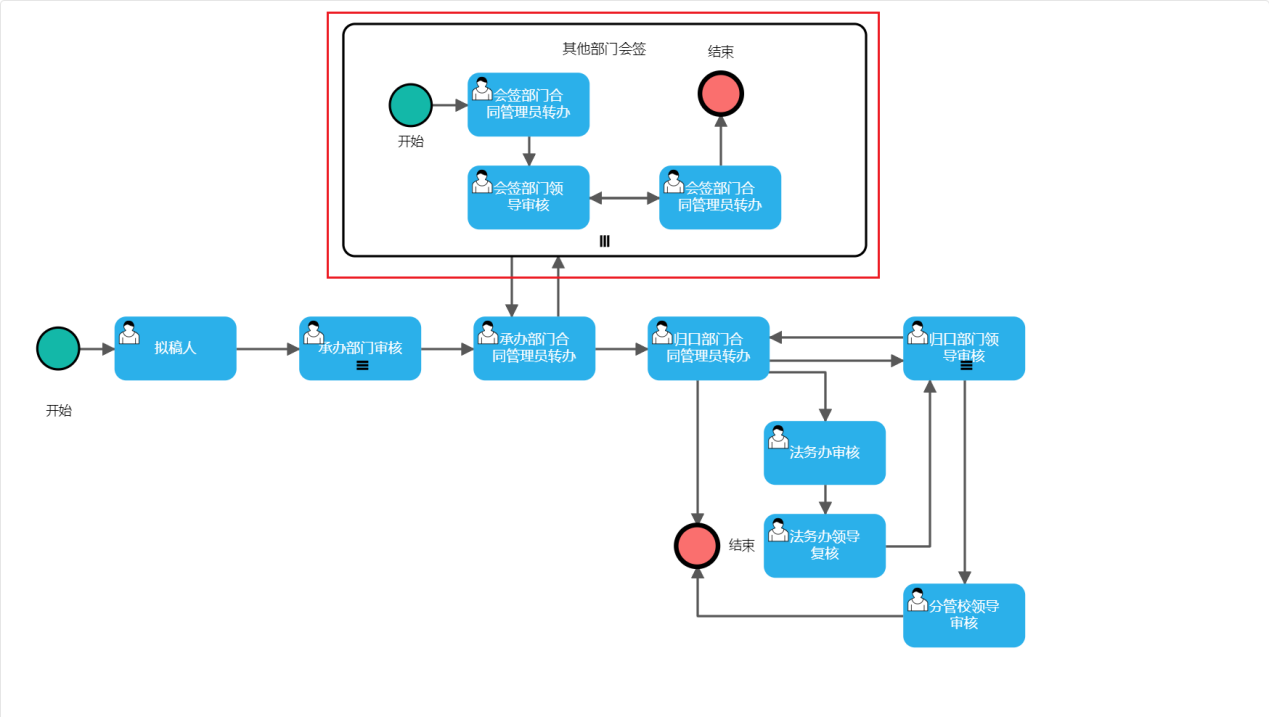 其他部门会签
结束
会签部门合
同管理员转办
开始
会签部门领
导审核
会签部门合
同管理员转办
拟稿人
承办部门审核
承办部门合
同管理员转办
归口部门合
同管理员转办
归口部门领
导审核
开始
法务办审核
法务办领导
复核
结束
分管校领导
审核